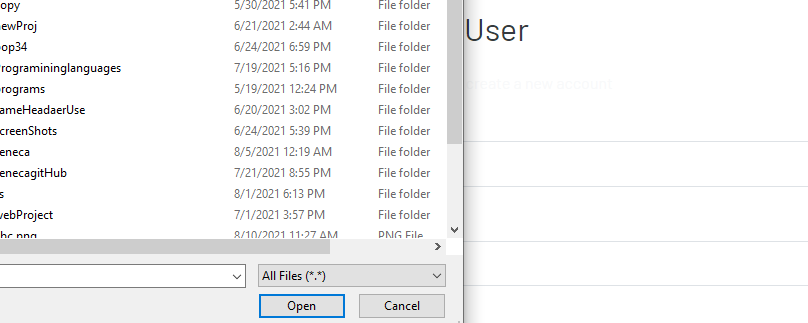 opy 5/30/2021 5:41 PM File folder
ewProj 6/21/2021 2:44 AM File folder
op34 6/24/2021 6:59 PM File folder
Programininglanguages 7/19/2021 5:16 PM File folder
programs 5/19/2021 12:24 PM File folder
ameHeadaerUse 6/20/2021 3:02 PM File folder
creenShots 6/24/2021 5:39 PM File folder
eneca 8/5/2021 12:19 AM File folder
enecagitHub 7/21/2021 8:55 PM File folder
s 8/1/2021 6:13 PM File folder
webProject 7/1/2021 3:57 PM File folder
hc.png 8/10/2021 11:27 AM PNG File
All Files (*.*)
Open Cancel
User
create a new account